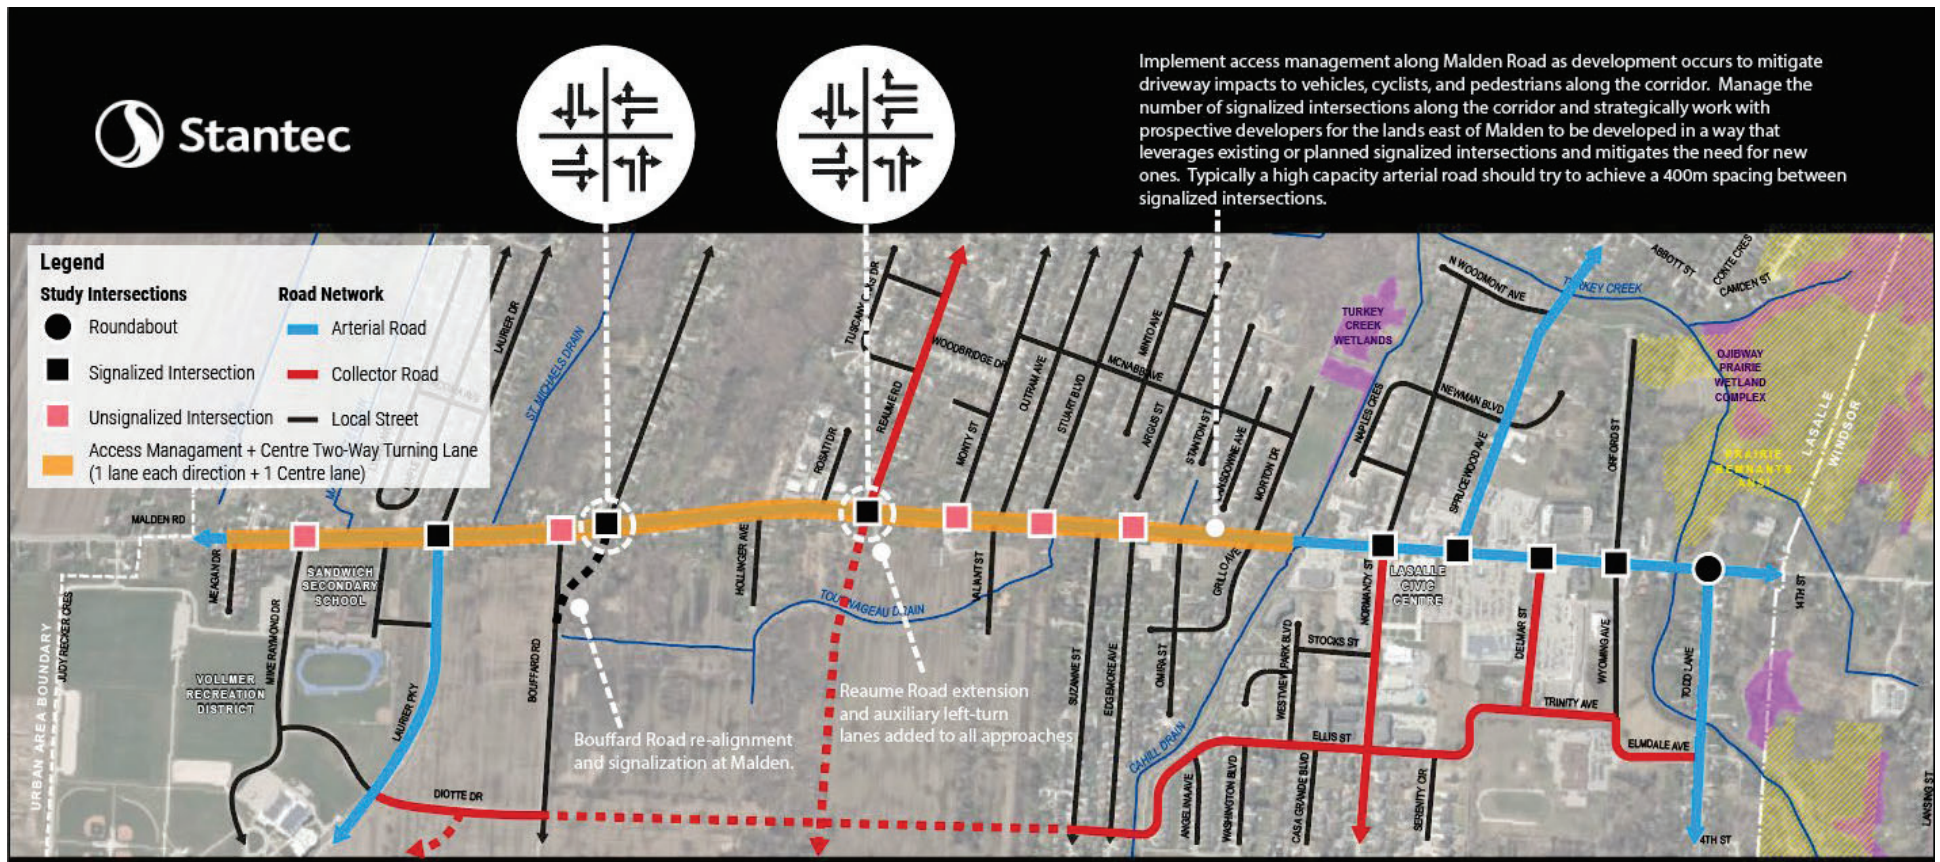 Stantec
Implement access management along Malden Road as development occurs to mitigate
driveway impacts to vehicles, cyclists, and pedestrians along the corridor. Manage the
number of signalized intersections along the corridor and strategically work with
prospective developers for the lands east of Malden to be developed in a way that
leverages existing or planned signalized intersections and mitigates the need for new
ones. Typically a high capacity arterial road should try to achieve a 400m spacing between
signalized intersections.
Legend
Study Intersections
Road Network
Roundabout
Arterial Road
Signalized Intersection
Collector Road
Unsignalized Intersection
Local Street
Access Managament + Centre Two-Way Turning Lane
(1 lane each direction + 1 Centre lane)
LAURIER DR
ST. MICHAELS DRAIN
REAUME RD
ROSATI DR
WOODBRIDGE DR
MONTY ST
OUTRAM AVE
STUART BLVD
MCNABB AVE
MINTO AVE
ARGUS ST
STANTON ST
LANSDOWNE AVE
MORTON DR
TURKEY
CREEK
WETLANDS
NAPLES CRES
N WOODMONT AVE
NEWMAN BLVD
SPRUCEWOOD AVE
TURKEY CREEK
ABBOTT ST
CONTE CRES
CAMDEN ST
OFFORD ST
OJIBWAY
PRAIRIE
WETLAND
COMPLEX
PRAIRIE
REMNANTS
ANSI
LASALLE
WINDSOR
MALDEN RD
MEAGAN DR
SANDWICH
SECONDARY
SCHOOL
JUDY RECKER CRES
URBAN AREA BOUNDARY
VOLLMER
RECREATION
DISTRICT
MIKE RAYMOND DR
LAURIER PKY
BOUFFARD RD
HOLLINGER AVE
TOURNAGEAU DRAIN
VALIANT ST
SUZANNE ST
EDGEMORE AVE
OMIRA ST
GRILLO AVE
WESTVIEW PARK BLVD
STOCKS ST
NORMANDY ST
LASALLE
CIVIC
CENTRE
DELMAR ST
WYOMING AVE
TODD LANE
14TH ST
TRINITY AVE
ELMDALE AVE
ELLIS ST
CAHILL DRAIN
ANGELINA AVE
WASHINGTON BLVD
CASA GRANDE BLVD
SERENITY CIR
4TH ST
LANSING ST
DIOTTE DR
Bouffard Road re-alignment
and signalization at Malden.
Reaume Road extension
and auxiliary left-turn
lanes added to all approaches